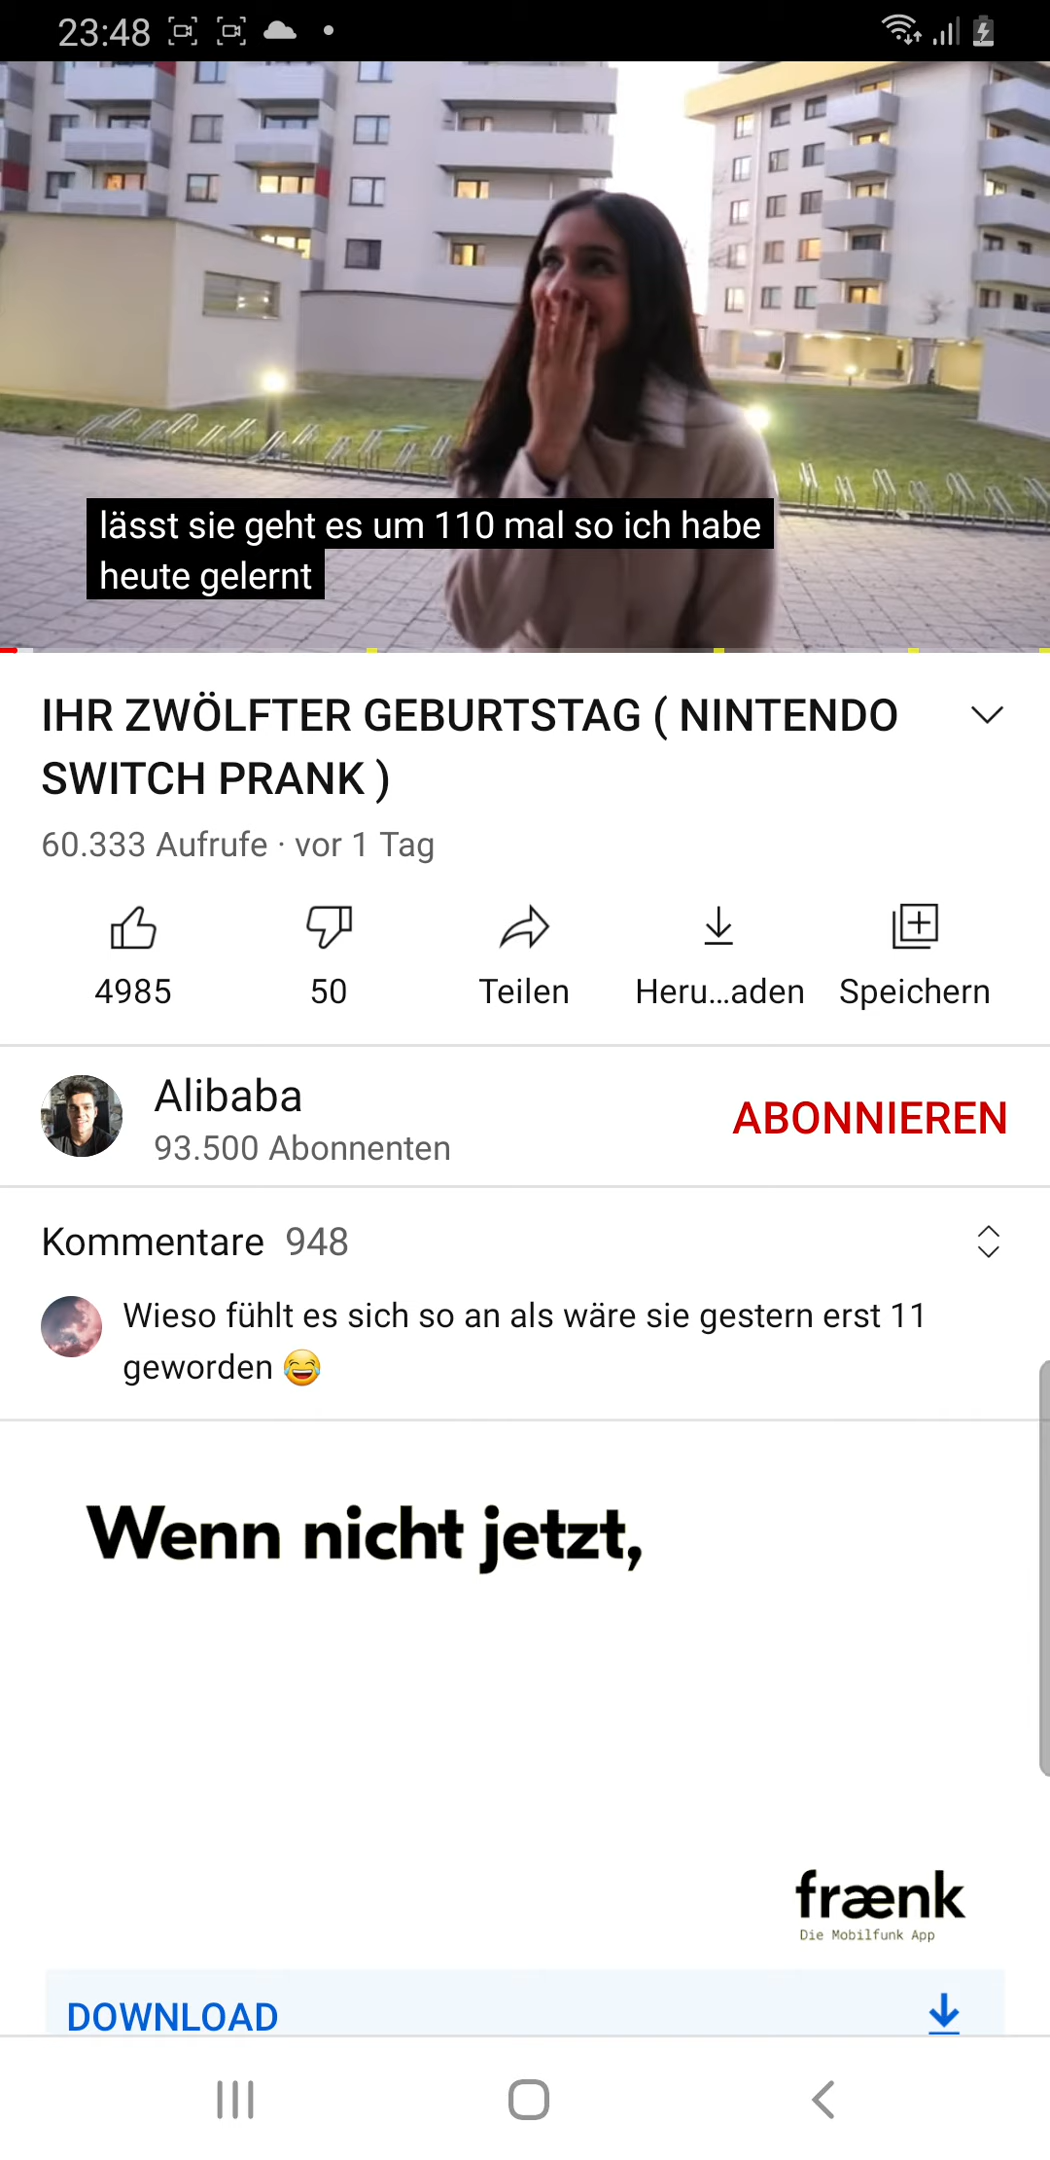 23:48
lässt sie geht es um 110 mal so ich habe
heute gelernt
IHR ZWÖLFTER GEBURTSTAG ( NINTENDO
SWITCH PRANK )
60.333 Aufrufe · vor 1 Tag
4985
50
Teilen
Heru...aden
Speichern
Alibaba
93.500 Abonnenten
ABONNIEREN
Kommentare 948
Wieso fühlt es sich so an als wäre sie gestern erst 11
geworden 😂
Wenn nicht jetzt,
frænk
Die Mobilfunk App
DOWNLOAD